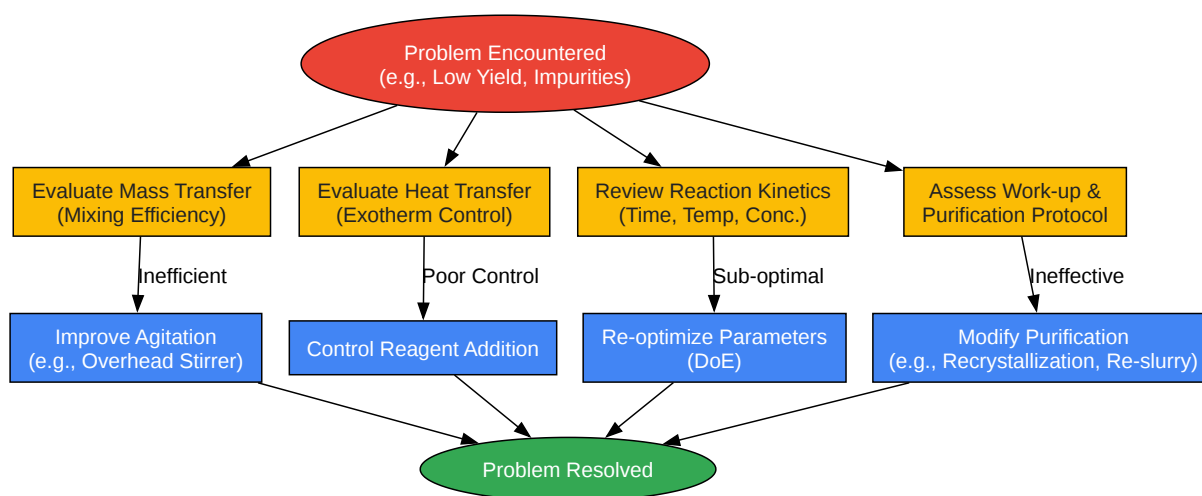 Problem Encountered
(e.g., Low Yield, Impurities)
Evaluate Mass Transfer
(Mixing Efficiency)
Evaluate Heat Transfer
(Exotherm Control)
Review Reaction Kinetics
(Time, Temp, Conc.)
Assess Work-up &
Purification Protocol
Inefficient
Poor Control
Sub-optimal
Ineffective
Improve Agitation
(e.g., Overhead Stirrer)
Control Reagent Addition
Re-optimize Parameters
(DoE)
Modify Purification
(e.g., Recrystallization, Re-slurry)
Problem Resolved